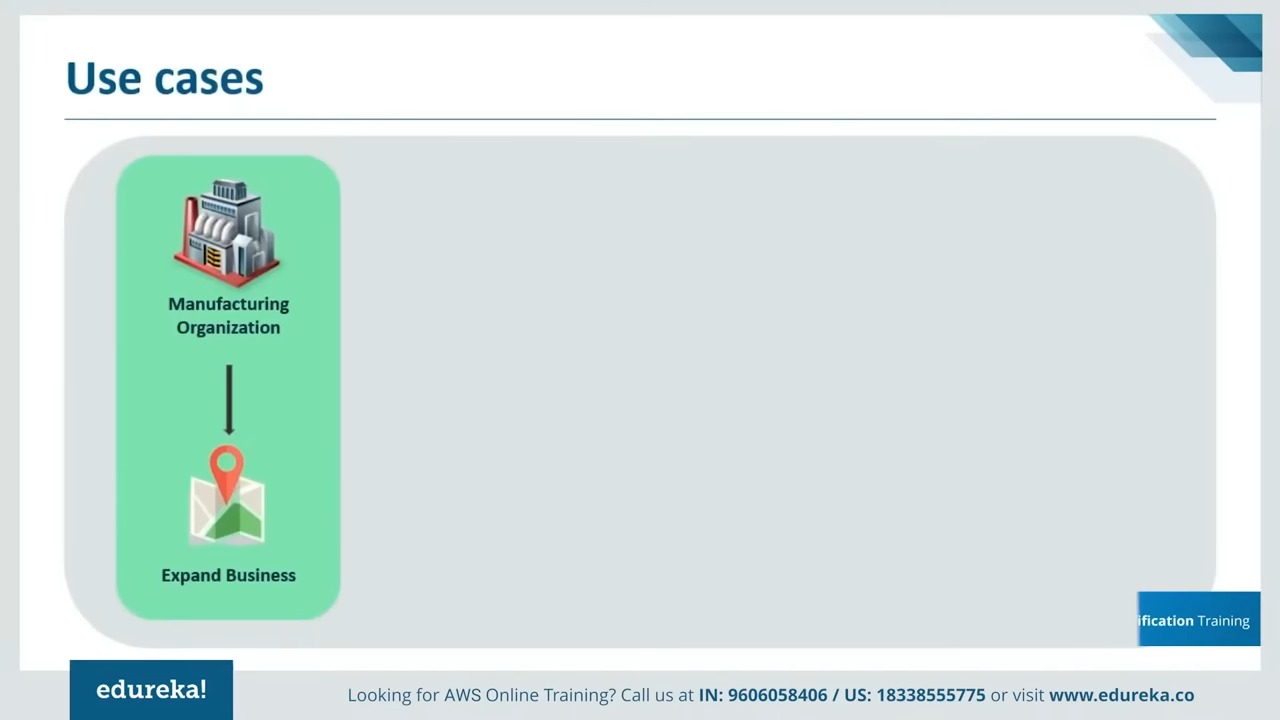 Use cases
Manufacturing
Organization
Expand Business
ification Training
edureka!
Looking for AWS Online Training? Call us at IN: 9606058406 / US: 18338555775 or visit www.edureka.co